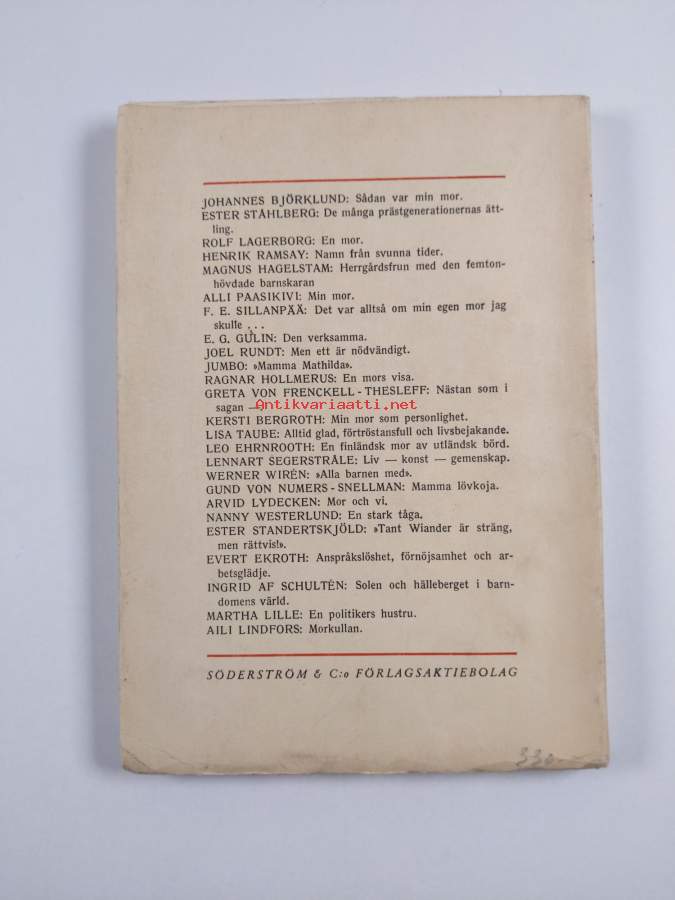 JOHANNES BJÖRKLUND: Sådan var min mor.
ESTER STÅHLBERG: De många prästgenerationernas ätt-
ling.
ROLF LAGERBORG: En mor.
HENRIK RAMSAY: Namn från svunna tider.
MAGNUS HAGELSTAM: Herrgårdsfrun med den femton-
hövdade barnskaran
ALLI PAASIKIVI: Min mor.
F. E. SILLANPÄÄ: Det var alltså om min egen mor jag
skulle . . .
E. G. GULIN: Den verksamma.
JOEL RUNDT: Men ett är nödvändigt.
JUMBO: »Mamma Mathilda».
RAGNAR HOLLMERUS: En mors visa.
GRETA VON FRENCKELL - THESLEFF: Nästan som i
sagan —
Antikvariaatti.net
KERSTI BERGROTH: Min mor som personlighet.
LISA TAUBE: Alltid glad, förtröstansfull och livsbejakande.
LEO EHRNROOTH: En finländsk mor av utländsk börd.
LENNART SEGERSTRÅLE: Liv — konst — gemenskap.
WERNER WIRÉN: »Alla barnen med».
GUND VON NUMERS - SNELLMAN: Mamma lövkoja.
ARVID LYDECKEN: Mor och vi.
NANNY WESTERLUND: En stark tåga.
ESTER STANDERTSKJÖLD: »Tant Wiander är sträng,
men rättvis!».
EVERT EKROTH: Anspråkslöshet, förnöjsamhet och ar-
betsglädje.
INGRID AF SCHULTÉN: Solen och hälleberget i barn-
domens värld.
MARTHA LILLE: En politikers hustru.
AILI LINDFORS: Morkullan.
SÖDERSTRÖM & C:o FÖRLAGSAKTIEBOLAG
330.-